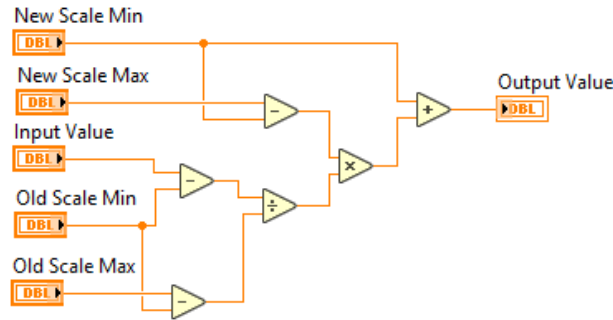 New Scale Min
DBL
New Scale Max
DBL
Output Value
DBL
Input Value
DBL
Old Scale Min
DBL
Old Scale Max
DBL
−
+
×
−
÷
−